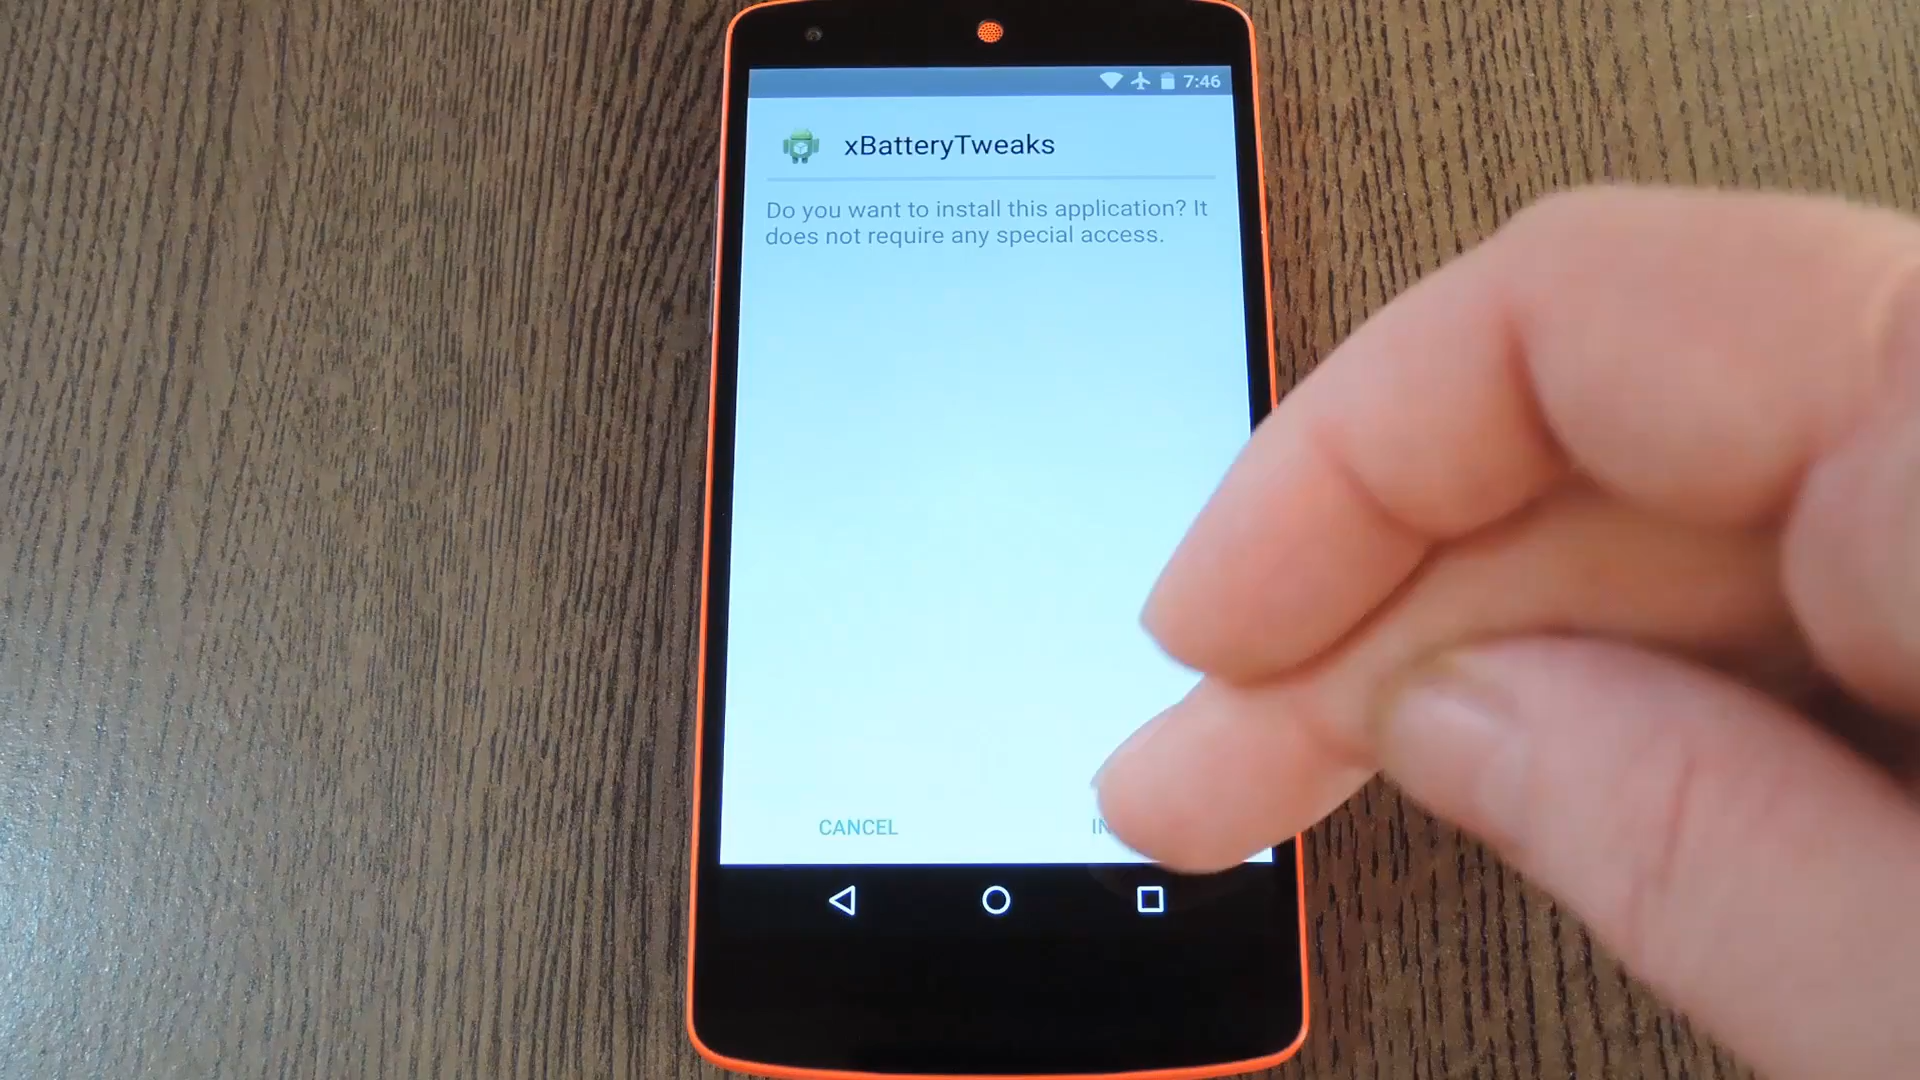 7:46
xBatteryTweaks
Do you want to install this application? It
does not require any special access.
CANCEL